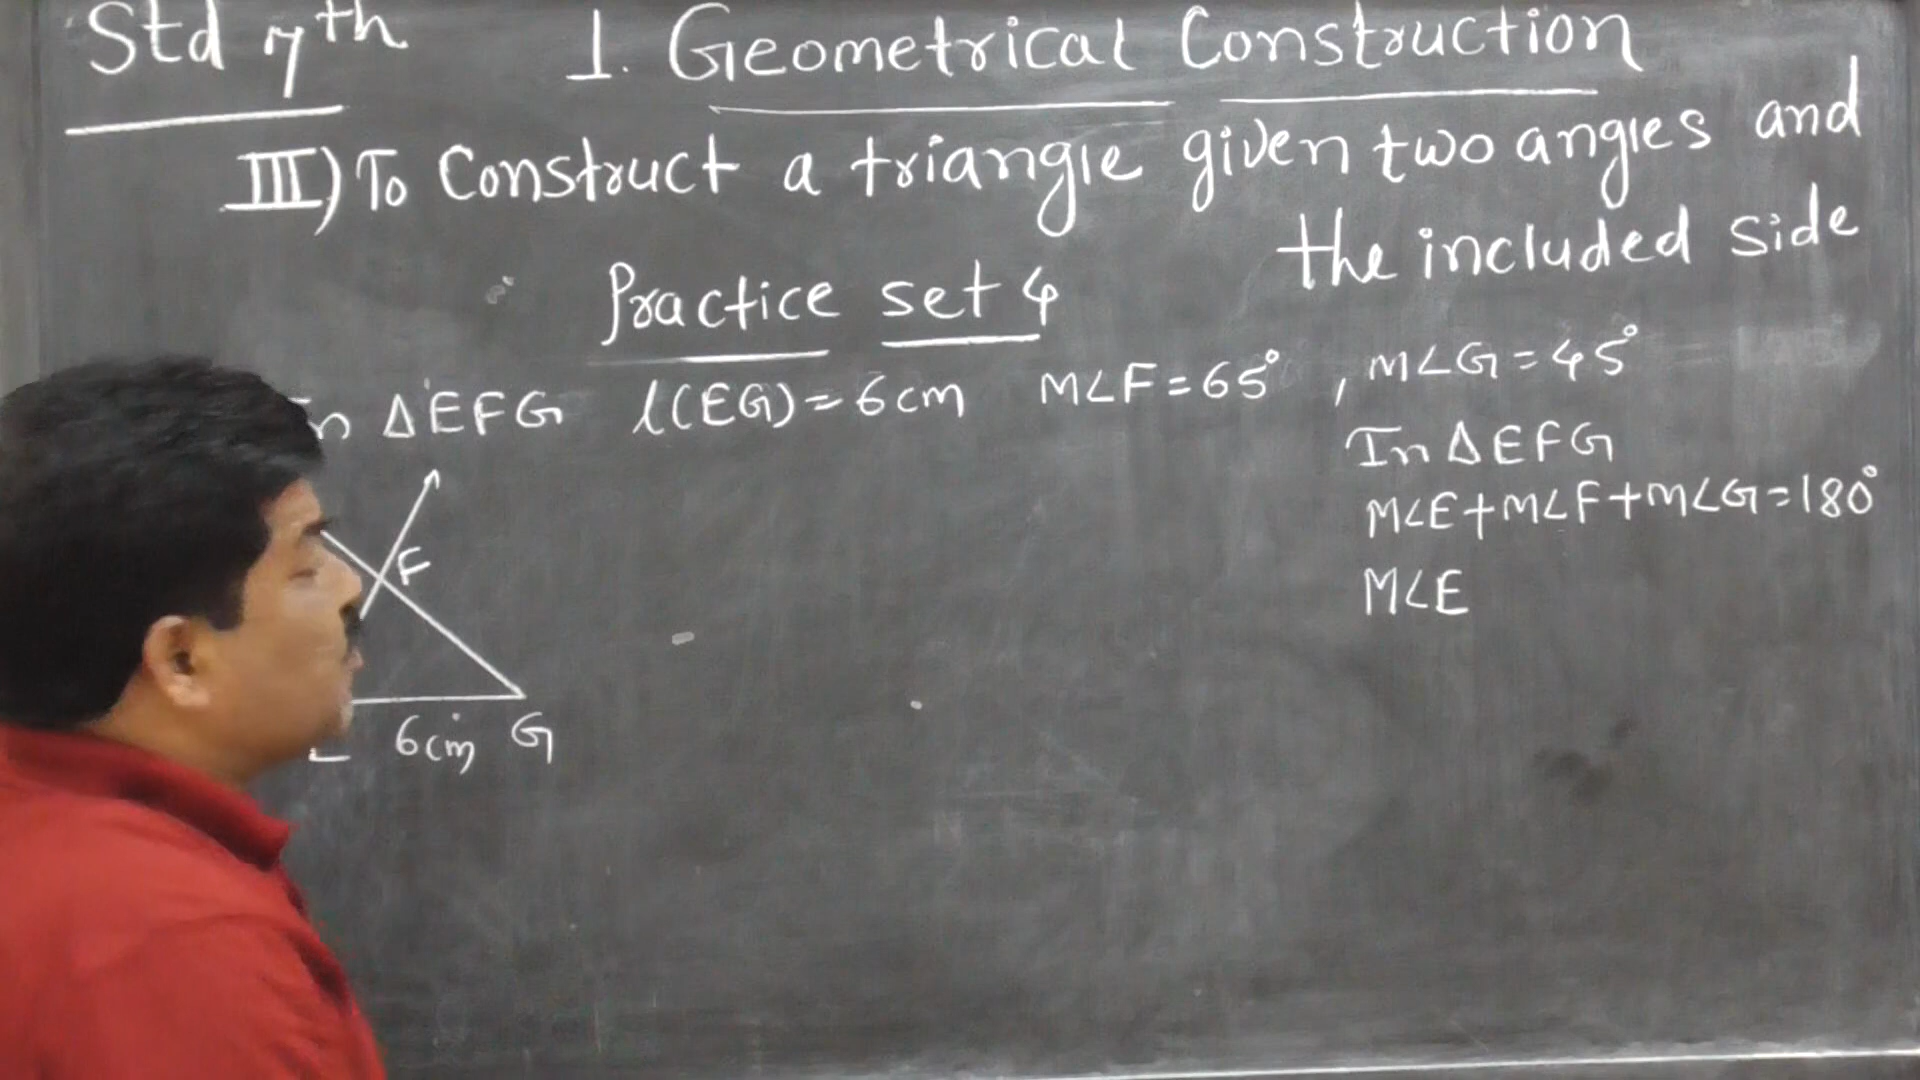 Std 7th
1. Geometrical Construction
III) To Construct a triangle given two angles and
the included side
Practice set 4
In ΔEFG l(EG)=6cm m∠F=65°, m∠G=45°
In ΔEFG
m∠E+m∠F+m∠G=180°
m∠E
F
6cm G